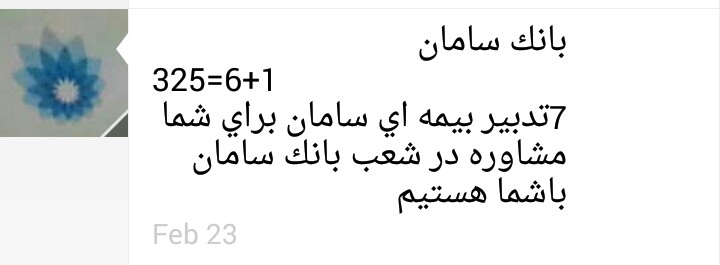 بانك سامان
325=6+1
7تدبير بيمه اي سامان براي شما
مشاوره در شعب بانك سامان
باشما هستيم
Feb 23